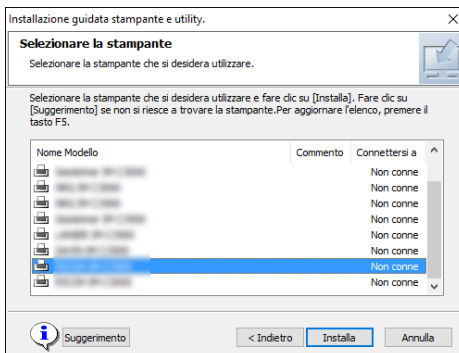 Installazione guidata stampante e utility.
Selezionare la stampante
Selezionare la stampante che si desidera utilizzare.
Selezionare la stampante che si desidera utilizzare e fare clic su [Installa]. Fare clic su
[Suggerimento] se non si riesce a trovare la stampante.Per aggiornare l'elenco, premere il
tasto F5.
Nome Modello Commento Connettersi a
Non conne
Non conne
Non conne
Non conne
Non conne
Non conne
Non conne
Non conne
Suggerimento < Indietro Installa Annulla